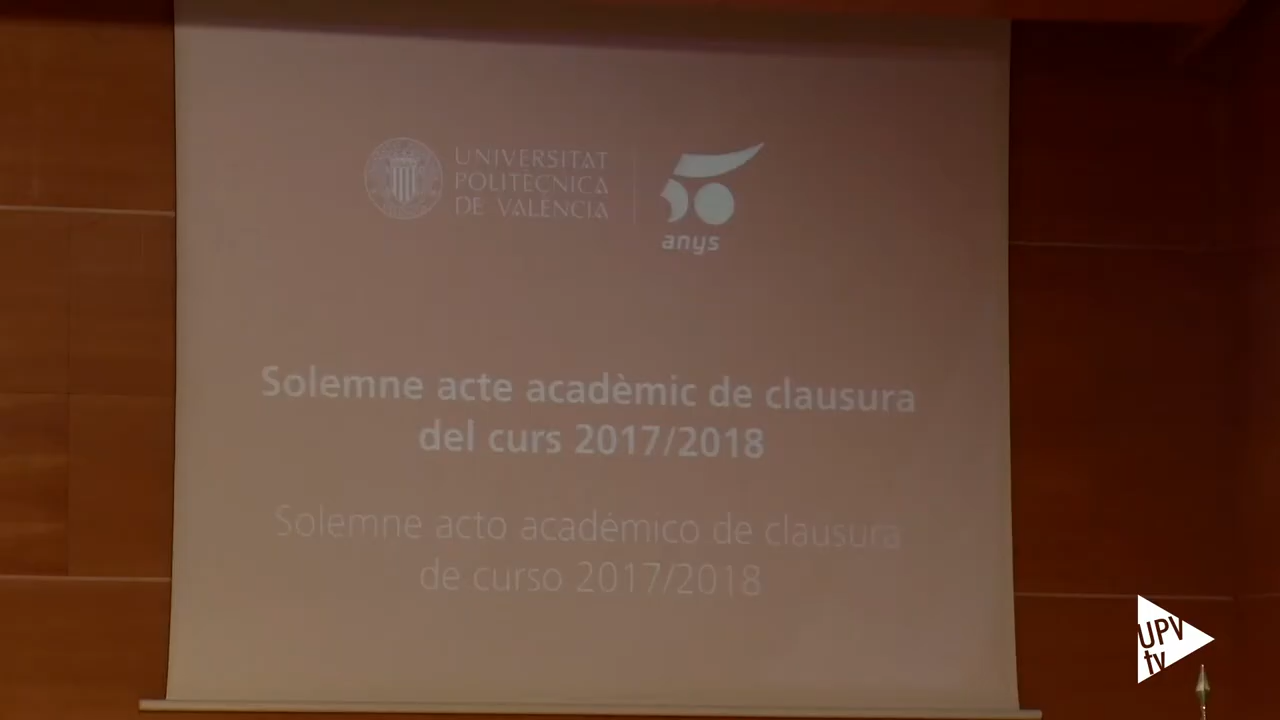 UNIVERSITAT
POLITÈCNICA
DE VALÈNCIA
50
anys
Solemne acte acadèmic de clausura
del curs 2017/2018
Solemne acto académico de clausura
de curso 2017/2018
UPV
tv